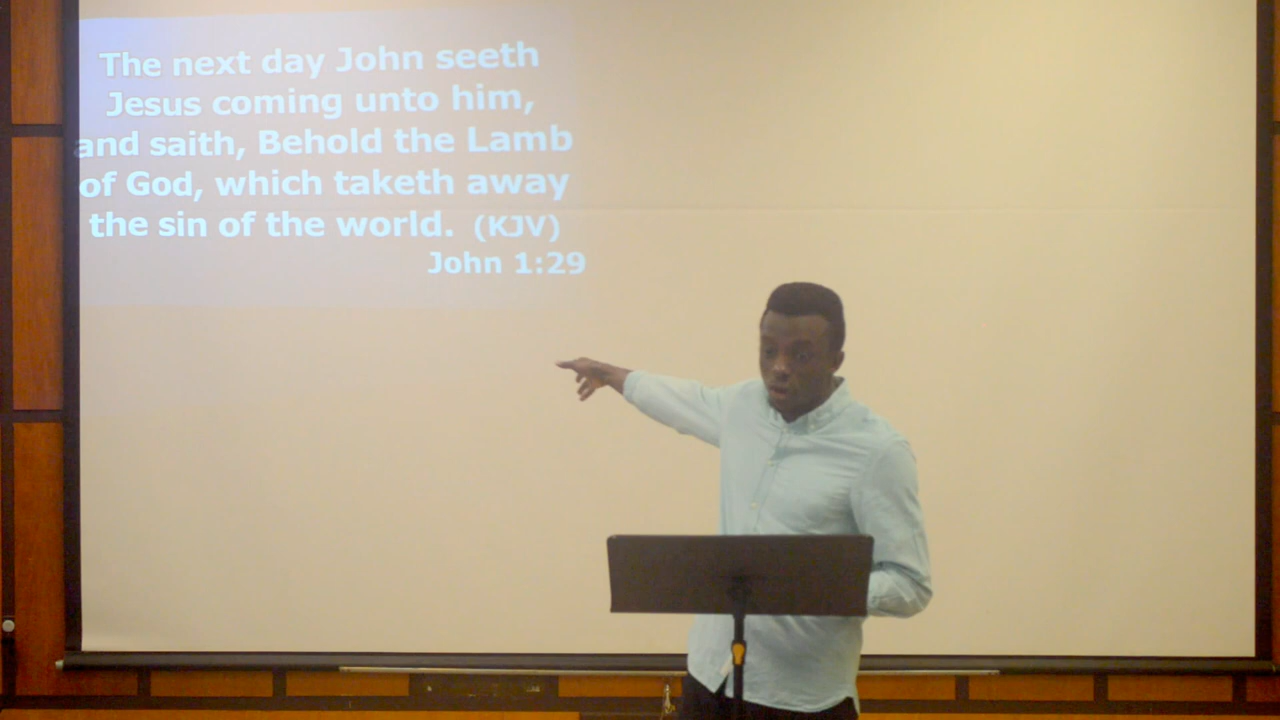 The next day John seeth
Jesus coming unto him,
and saith, Behold the Lamb
of God, which taketh away
the sin of the world. (KJV)
John 1:29